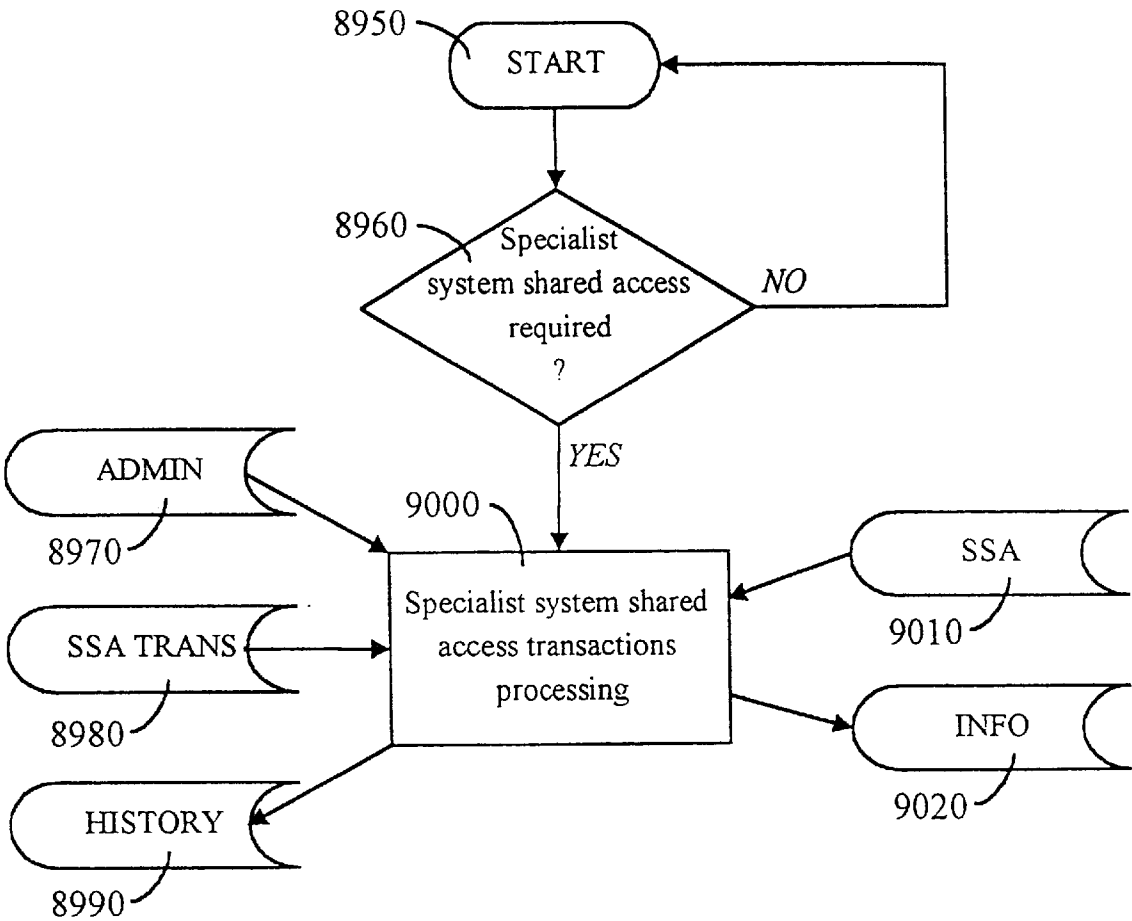 8950
START
8960
Specialist
system shared access
required
?
NO
YES
ADMIN
8970
9000
SSA
9010
Specialist system shared
access transactions
processing
SSA TRANS
8980
INFO
9020
HISTORY
8990